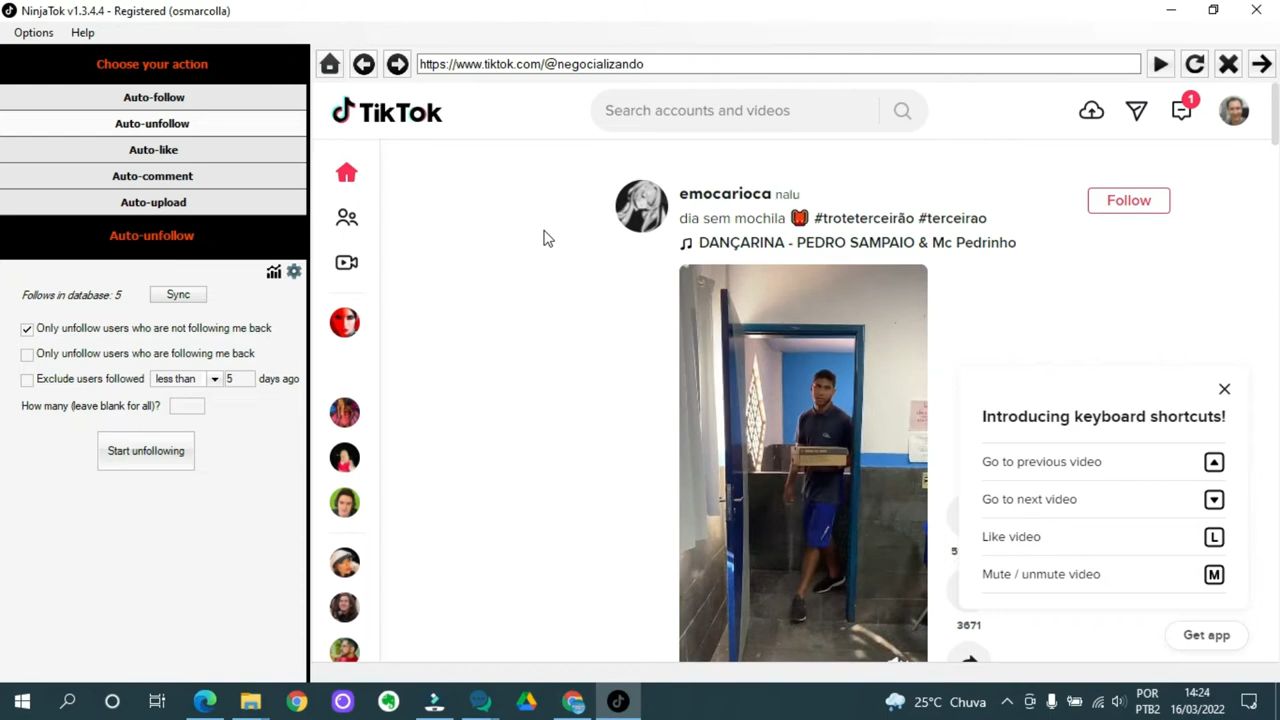 NinjaTok v1.3.4.4 - Registered (osmarcolla)
Options Help
Choose your action
Auto-follow
Auto-unfollow
Auto-like
Auto-comment
Auto-upload
Auto-unfollow
Follows in database: 5 Sync
Only unfollow users who are not following me back
Only unfollow users who are following me back
Exclude users followed less than 5 days ago
How many (leave blank for all)?
Start unfollowing
https://www.tiktok.com/@negocializando
TikTok
Search accounts and videos
1
emocarioca nalu
dia sem mochila #troteterceirão #terceirao
DANÇARINA - PEDRO SAMPAIO & Mc Pedrinho
Follow
Introducing keyboard shortcuts!
Go to previous video
Go to next video
Like video L
Mute / unmute video M
3671
Get app
25°C Chuva
POR
PTB2
14:24
16/03/2022